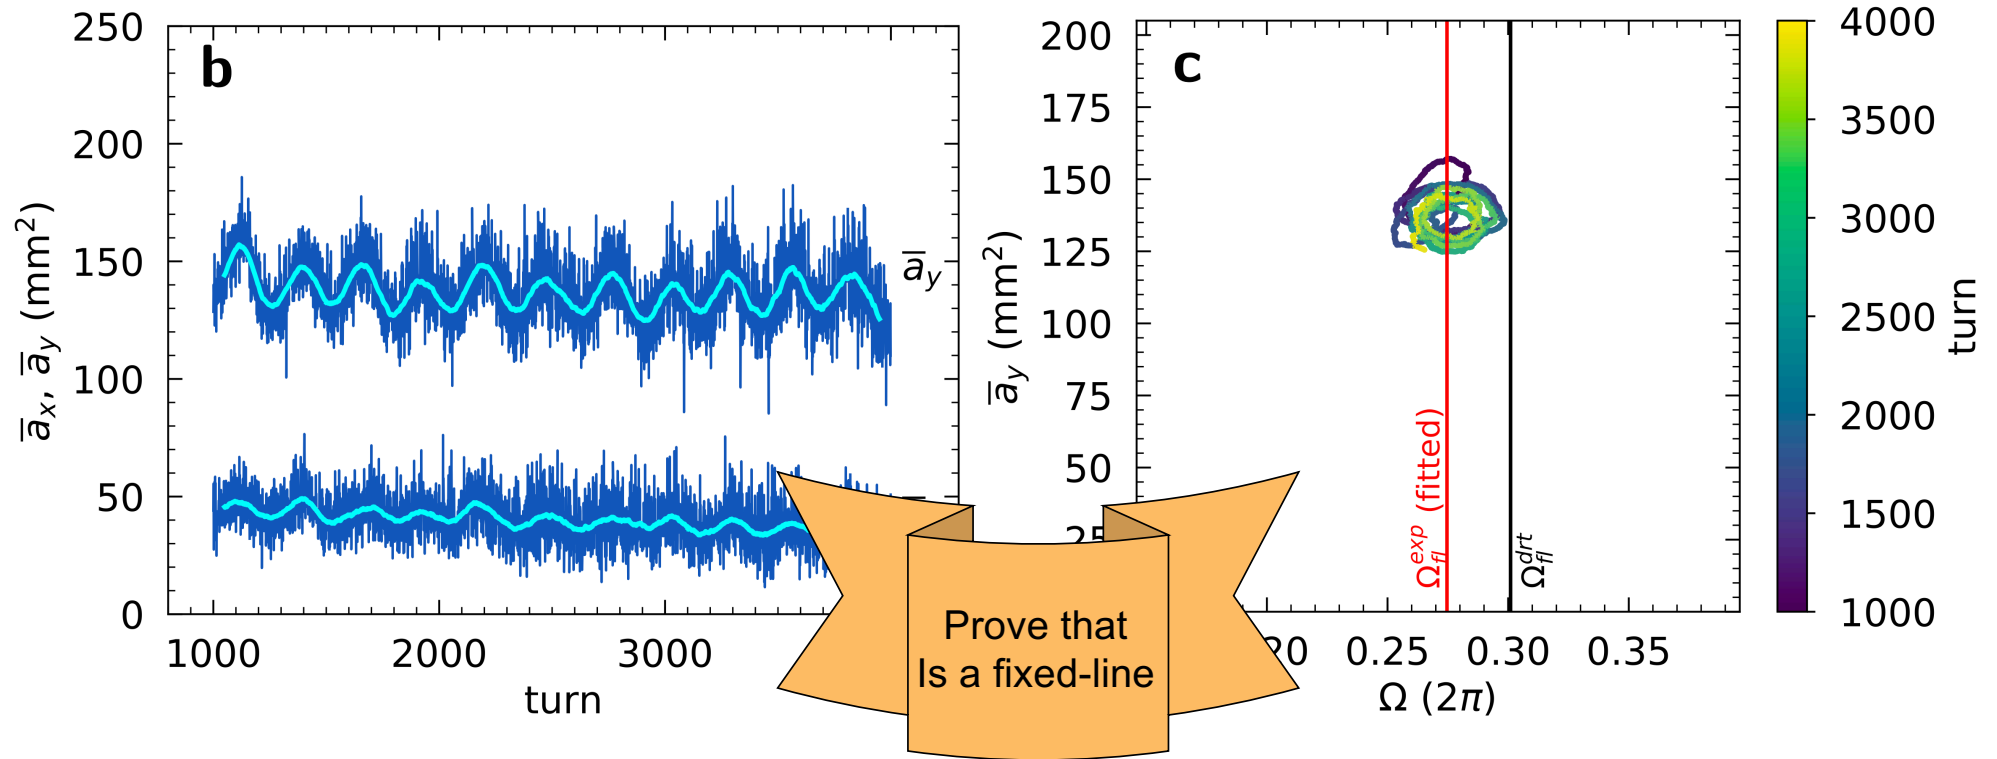 b
250
200
150
100
50
0
a̅x, a̅y (mm²)
a̅y
1000
2000
3000
turn
c
200
175
150
125
100
75
50
25
a̅y (mm²)
Ωflexp (fitted)
Ωfldrt
20
0.25
0.30
0.35
Ω (2π)
4000
3500
3000
2500
2000
1500
1000
turn
Prove that
Is a fixed-line